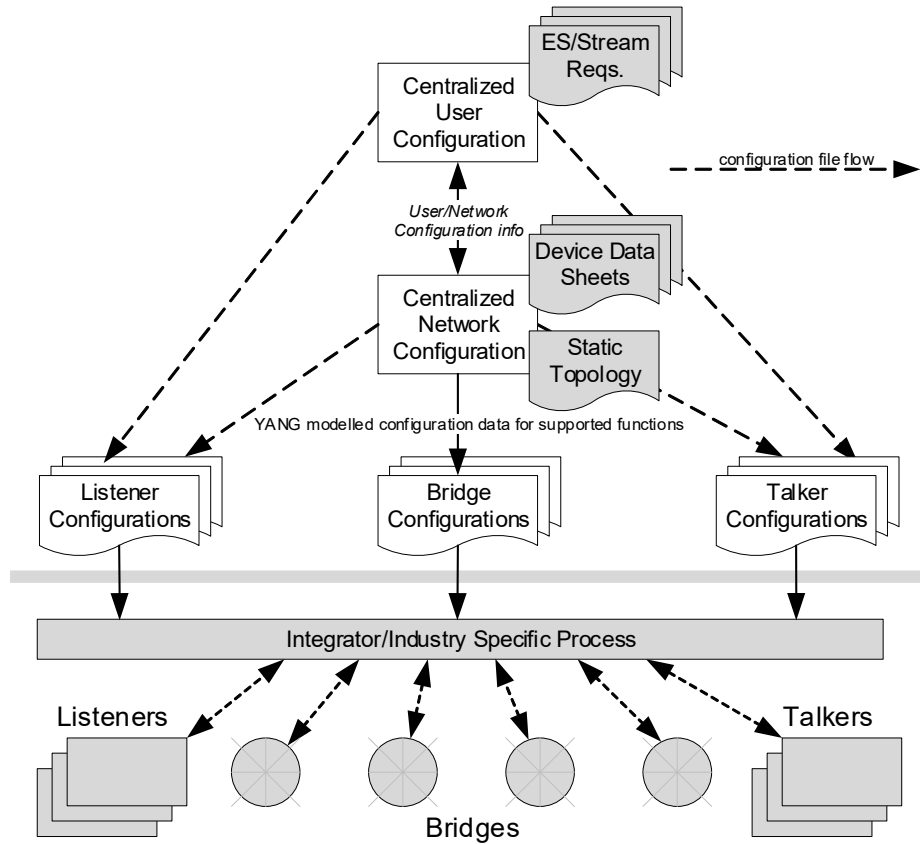 ES/Stream
Reqs.
Centralized
User
Configuration
configuration file flow
User/Network
Configuration info
Device Data
Sheets
Centralized
Network
Configuration
Static
Topology
YANG modelled configuration data for supported functions
Listener
Configurations
Bridge
Configurations
Talker
Configurations
Integrator/Industry Specific Process
Listeners
Talkers
Bridges